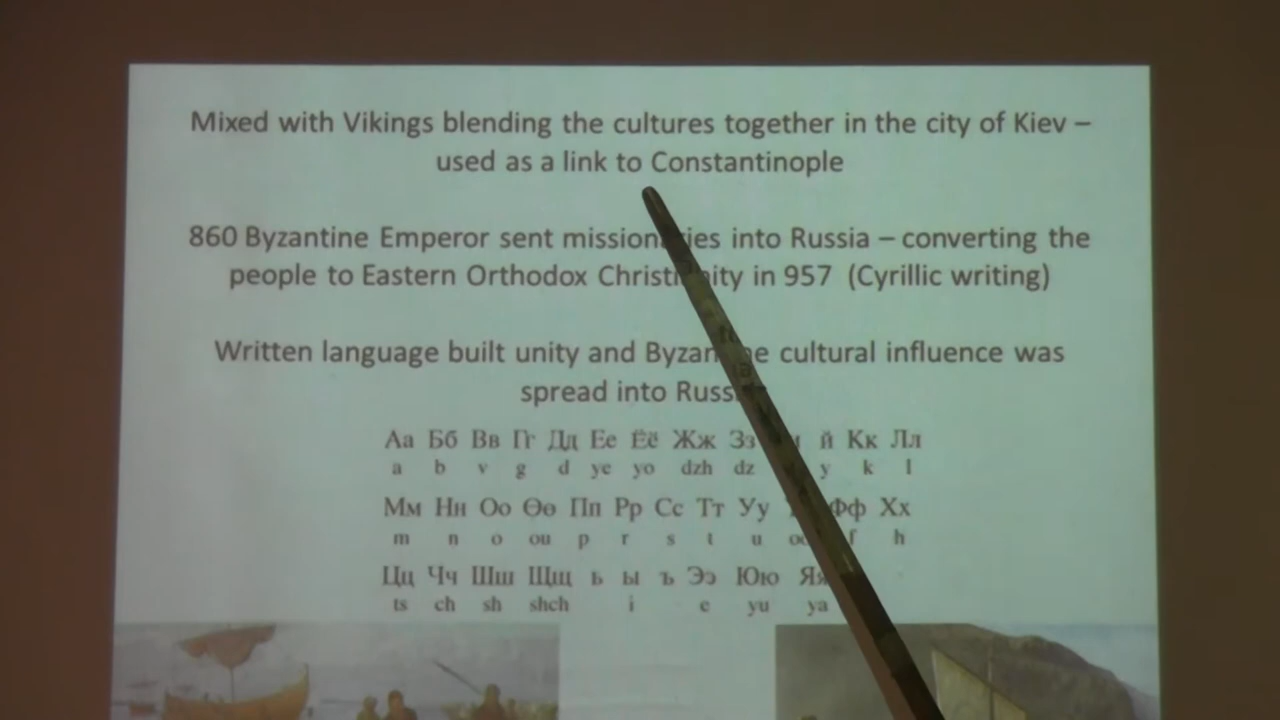 Mixed with Vikings blending the cultures together in the city of Kiev –
used as a link to Constantinople
860 Byzantine Emperor sent missionaries into Russia – converting the
people to Eastern Orthodox Christianity in 957 (Cyrillic writing)
Written language built unity and Byzantine cultural influence was
spread into Russia
Аа Бб Вв Гг Дд Ее Ёё Жж Зз й Кк Лл
a b v g d ye yo dzh dz y k l
Мм Нн Оо Өө Пп Рр Сс Тт Уу Фф Хх
m n o ou p r s t u f h
Цц Чч Шш Щщ ь ы ъ Ээ Юю Яя
ts ch sh shch i e yu ya